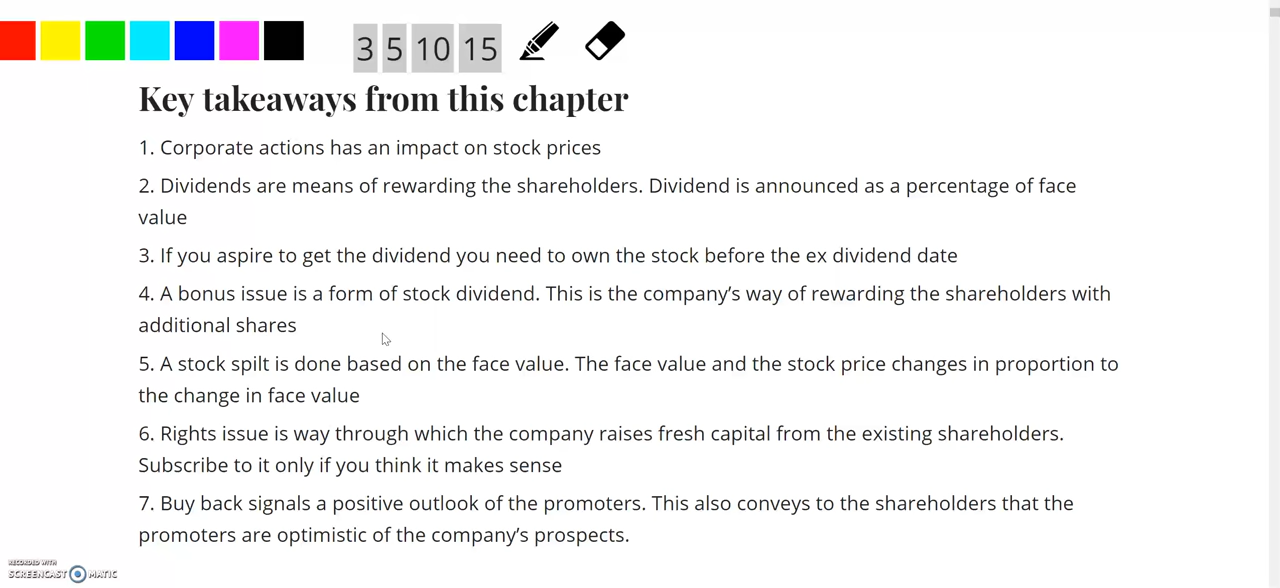 3 5 10 15
Key takeaways from this chapter
1. Corporate actions has an impact on stock prices
2. Dividends are means of rewarding the shareholders. Dividend is announced as a percentage of face
value
3. If you aspire to get the dividend you need to own the stock before the ex dividend date
4. A bonus issue is a form of stock dividend. This is the company’s way of rewarding the shareholders with
additional shares
5. A stock spilt is done based on the face value. The face value and the stock price changes in proportion to
the change in face value
6. Rights issue is way through which the company raises fresh capital from the existing shareholders.
Subscribe to it only if you think it makes sense
7. Buy back signals a positive outlook of the promoters. This also conveys to the shareholders that the
promoters are optimistic of the company’s prospects.
RECORDED WITH
SCREENCAST MATIC